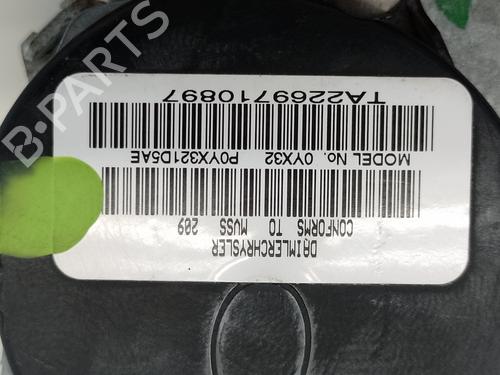 DAIMLERCHRYSLER
CONFORMS TO MVSS 209
MODEL No. 0YX32 P0YX321D5AE
TA2269710897
B-PARTS